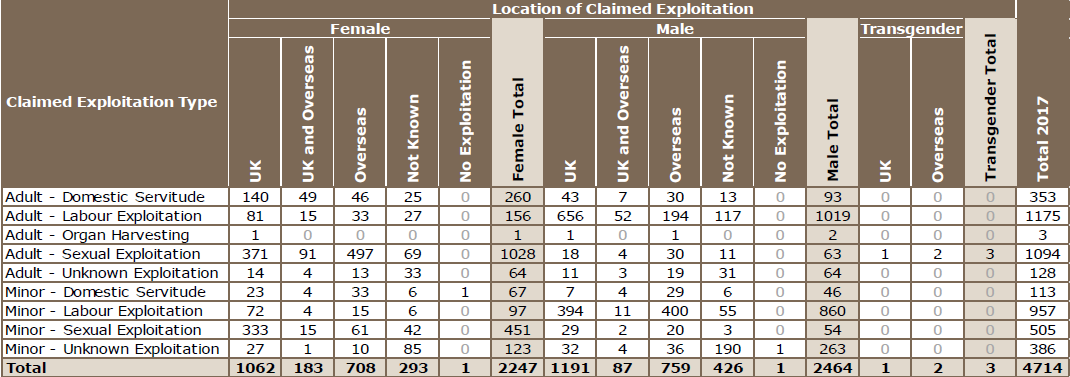 Location of Claimed Exploitation
Female Male Transgender
Claimed Exploitation Type UK UK and Overseas Overseas Not Known No Exploitation Female Total UK UK and Overseas Overseas Not Known No Exploitation Male Total UK Overseas Transgender Total Total 2017
Adult - Domestic Servitude 140 49 46 25 0 260 43 7 30 13 0 93 0 0 0 353
Adult - Labour Exploitation 81 15 33 27 0 156 656 52 194 117 0 1019 0 0 0 1175
Adult - Organ Harvesting 1 0 0 0 0 1 1 0 1 0 0 2 0 0 0 3
Adult - Sexual Exploitation 371 91 497 69 0 1028 18 4 30 11 0 63 1 2 3 1094
Adult - Unknown Exploitation 14 4 13 33 0 64 11 3 19 31 0 64 0 0 0 128
Minor - Domestic Servitude 23 4 33 6 1 67 7 4 29 6 0 46 0 0 0 113
Minor - Labour Exploitation 72 4 15 6 0 97 394 11 400 55 0 860 0 0 0 957
Minor - Sexual Exploitation 333 15 61 42 0 451 29 2 20 3 0 54 0 0 0 505
Minor - Unknown Exploitation 27 1 10 85 0 123 32 4 36 190 1 263 0 0 0 386
Total 1062 183 708 293 1 2247 1191 87 759 426 1 2464 1 2 3 4714